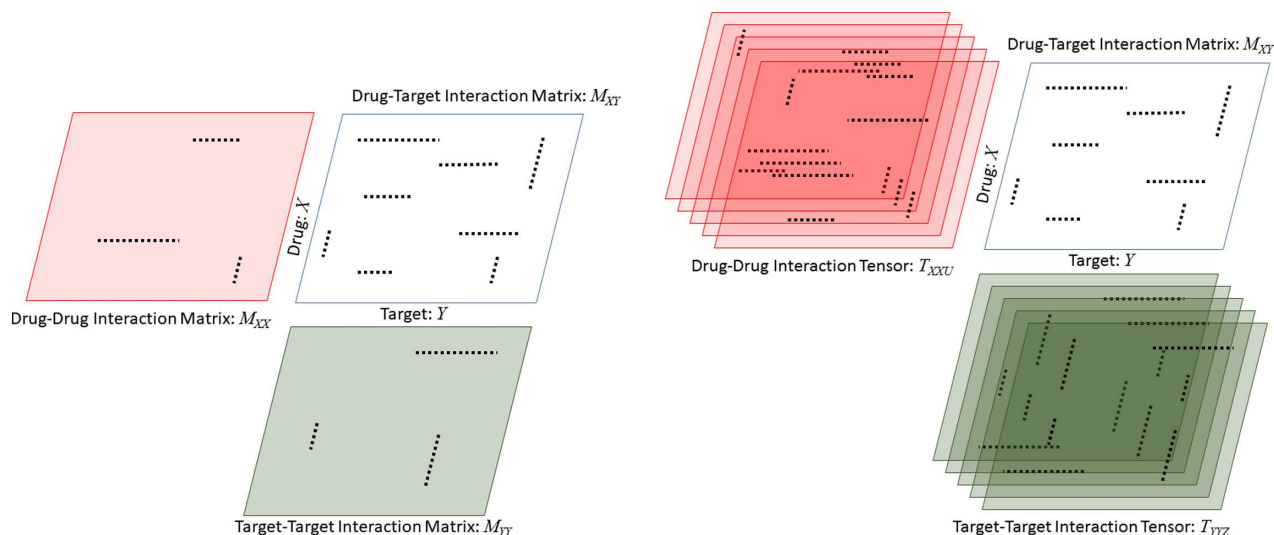 Drug-Target Interaction Matrix: M_XY
Drug: X
Drug-Drug Interaction Matrix: M_XX
Target: Y
Target-Target Interaction Matrix: M_YY
Drug-Target Interaction Matrix: M_XY
Drug: X
Drug-Drug Interaction Tensor: T_XXU
Target: Y
Target-Target Interaction Tensor: T_YYZ